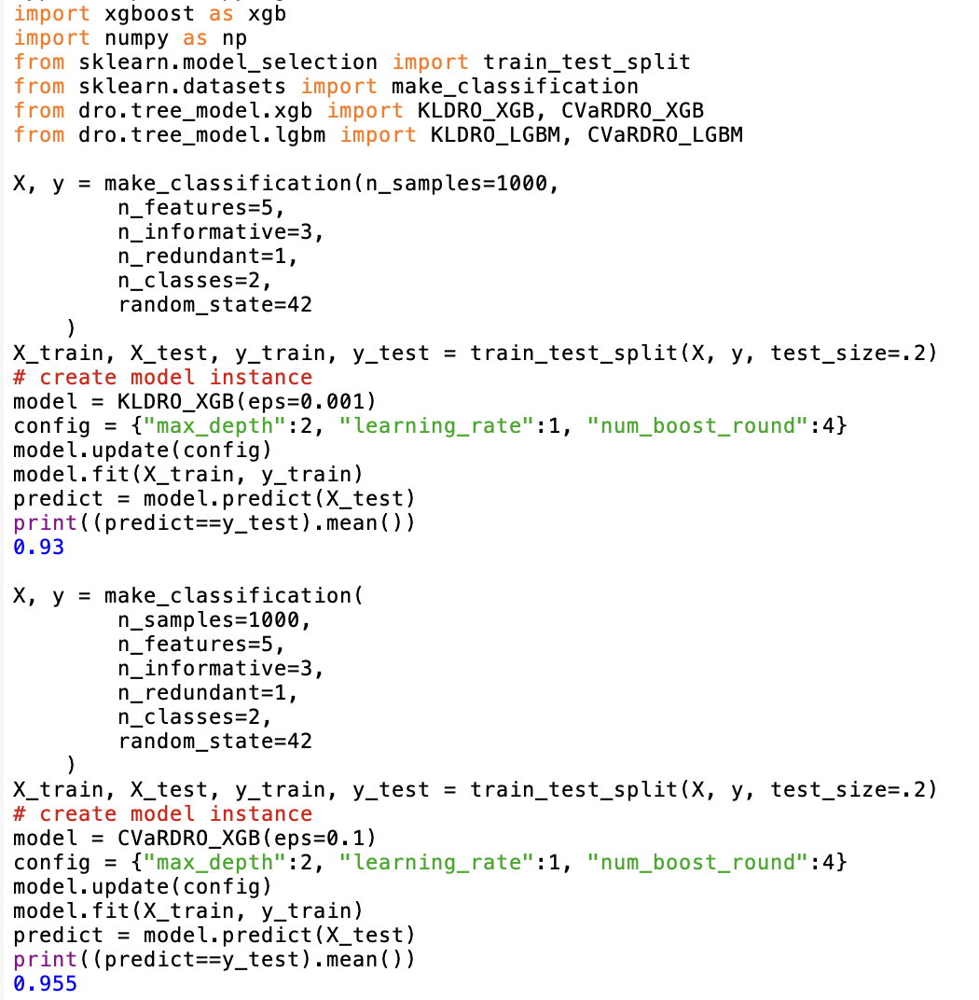 import xgboost as xgb
import numpy as np
from sklearn.model_selection import train_test_split
from sklearn.datasets import make_classification
from dro.tree_model.xgb import KLDRO_XGB, CVaRDRO_XGB
from dro.tree_model.lgbm import KLDRO_LGBM, CVaRDRO_LGBM

X, y = make_classification(n_samples=1000,
        n_features=5,
        n_informative=3,
        n_redundant=1,
        n_classes=2,
        random_state=42
    )
X_train, X_test, y_train, y_test = train_test_split(X, y, test_size=.2)
# create model instance
model = KLDRO_XGB(eps=0.001)
config = {"max_depth":2, "learning_rate":1, "num_boost_round":4}
model.update(config)
model.fit(X_train, y_train)
predict = model.predict(X_test)
print((predict==y_test).mean())
0.93

X, y = make_classification(
        n_samples=1000,
        n_features=5,
        n_informative=3,
        n_redundant=1,
        n_classes=2,
        random_state=42
    )
X_train, X_test, y_train, y_test = train_test_split(X, y, test_size=.2)
# create model instance
model = CVaRDRO_XGB(eps=0.1)
config = {"max_depth":2, "learning_rate":1, "num_boost_round":4}
model.update(config)
model.fit(X_train, y_train)
predict = model.predict(X_test)
print((predict==y_test).mean())
0.955